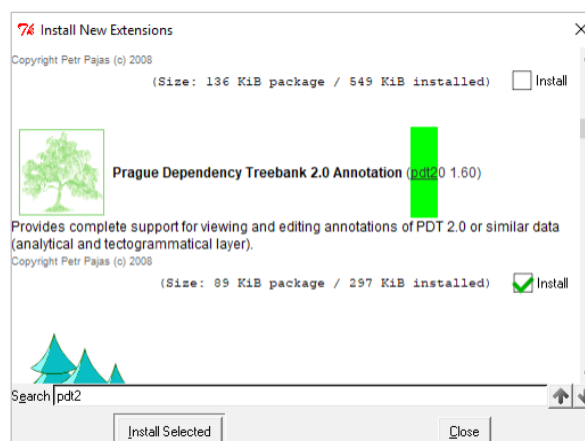 Install New Extensions
Copyright Petr Pajas (c) 2008
(Size: 136 KiB package / 549 KiB installed) Install
Prague Dependency Treebank 2.0 Annotation (pdt20 1.60)
Provides complete support for viewing and editing annotations of PDT 2.0 or similar data
(analytical and tectogrammatical layer).
Copyright Petr Pajas (c) 2008
(Size: 89 KiB package / 297 KiB installed) Install
Search pdt2
Install Selected Close